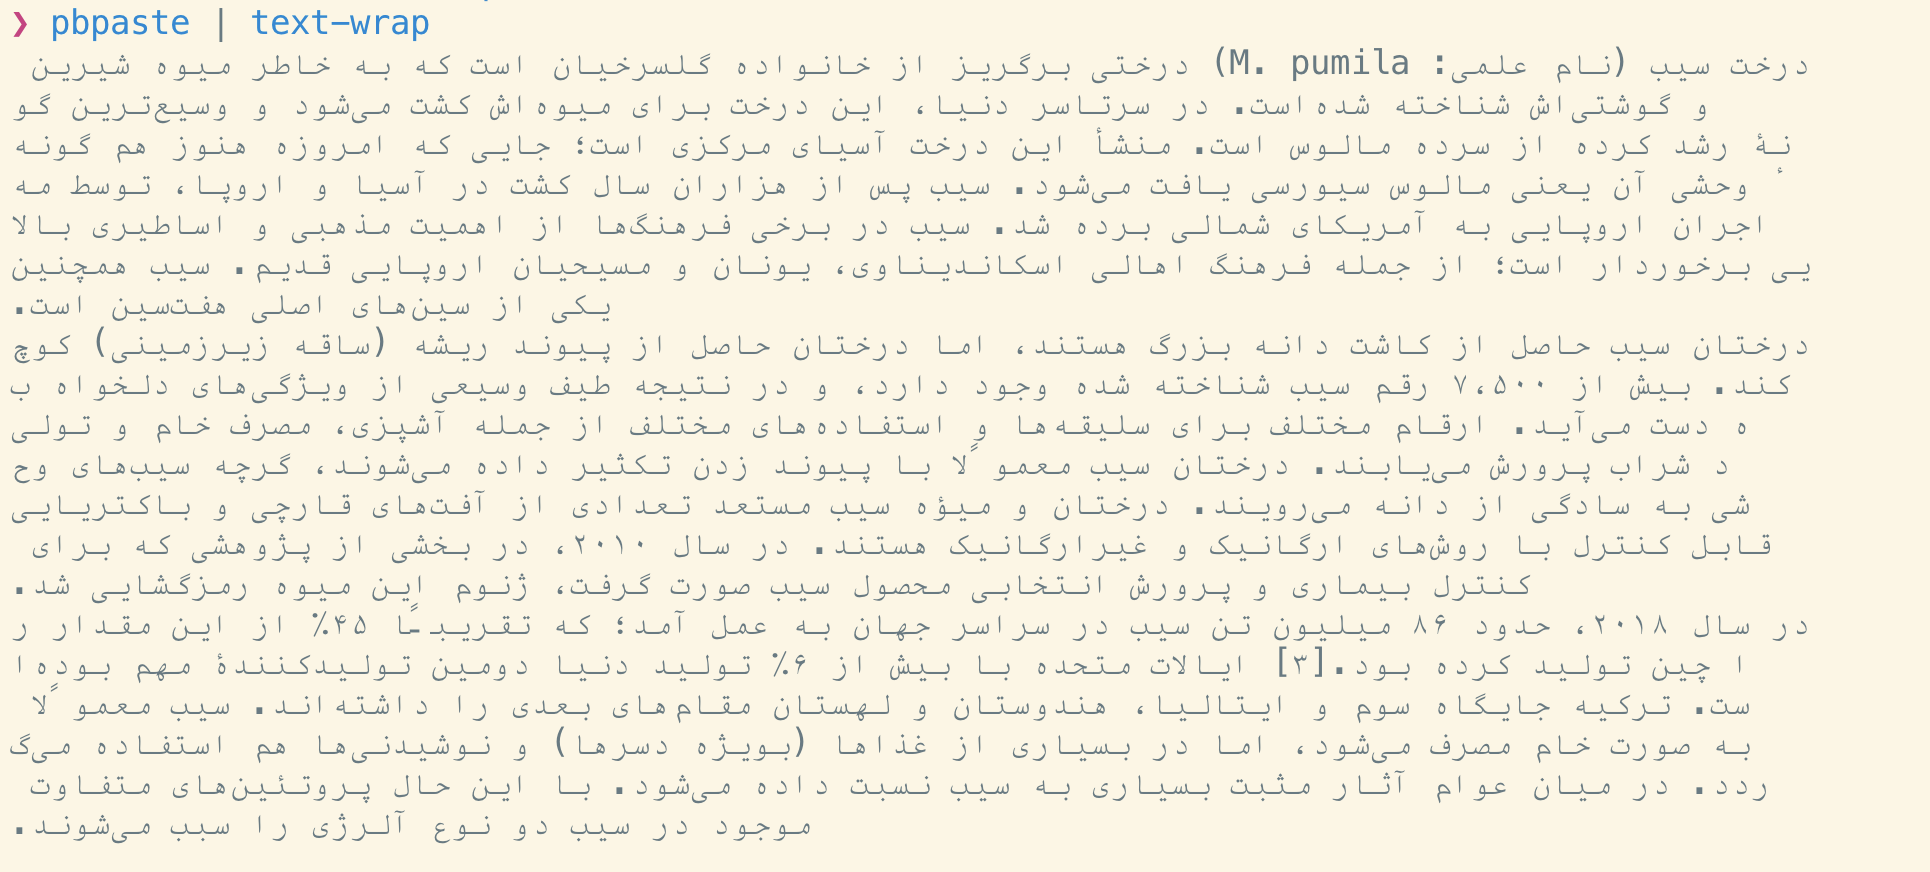 ❯ pbpaste | text-wrap
درخت سیب (نام علمی: M. pumila) درختی برگریز از خانواده گلسرخیان است که به خاطر میوه شیرین
و گوشتی‌اش شناخته شده‌است. در سرتاسر دنیا، این درخت برای میوه‌اش کشت می‌شود و وسیع‌ترین گو
نهٔ رشد کرده از سرده مالوس است. منشأ این درخت آسیای مرکزی است؛ جایی که امروزه هنوز هم گونه
ٔ وحشی آن یعنی مالوس سیورسی یافت می‌شود. سیب پس از هزاران سال کشت در آسیا و اروپا، توسط مه
اجران اروپایی به آمریکای شمالی برده شد. سیب در برخی فرهنگ‌ها از اهمیت مذهبی و اساطیری بالا
یی برخوردار است؛ از جمله فرهنگ اهالی اسکاندیناوی، یونان و مسیحیان اروپایی قدیم. سیب همچنین
یکی از سین‌های اصلی هفت‌سین است.
درختان سیب حاصل از کاشت دانه بزرگ هستند، اما درختان حاصل از پیوند ریشه (ساقه زیرزمینی) کوچ
کند. بیش از ۷،۵۰۰ رقم سیب شناخته شده وجود دارد، و در نتیجه طیف وسیعی از ویژگی‌های دلخواه ب
ه دست می‌آید. ارقام مختلف برای سلیقه‌ها و استفاده‌های مختلف از جمله آشپزی، مصرف خام و تولی
د شراب پرورش می‌یابند. درختان سیب معمولاً با پیوند زدن تکثیر داده می‌شوند، گرچه سیب‌های وح
شی به سادگی از دانه می‌رویند. درختان و میؤه سیب مستعد تعدادی از آفت‌های قارچی و باکتریایی
قابل کنترل با روش‌های ارگانیک و غیرارگانیک هستند. در سال ۲۰۱۰، در بخشی از پژوهشی که برای
کنترل بیماری و پرورش انتخابی محصول سیب صورت گرفت، ژنوم این میوه رمزگشایی شد.
در سال ۲۰۱۸، حدود ۸۶ میلیون تن سیب در سراسر جهان به عمل آمد؛ که تقریباً ۴۵٪ از این مقدار ر
ا چین تولید کرده بود.[۳] ایالات متحده با بیش از ۶٪ تولید دنیا دومین تولیدکنندهٔ مهم بوده‌ا
ست. ترکیه جایگاه سوم و ایتالیا، هندوستان و لهستان مقام‌های بعدی را داشته‌اند. سیب معمولاً
به صورت خام مصرف می‌شود، اما در بسیاری از غذاها (بویژه دسرها) و نوشیدنی‌ها هم استفاده می‌گ
ردد. در میان عوام آثار مثبت بسیاری به سیب نسبت داده می‌شود. با این حال پروتئین‌های متفاوت
موجود در سیب دو نوع آلرژی را سبب می‌شوند.